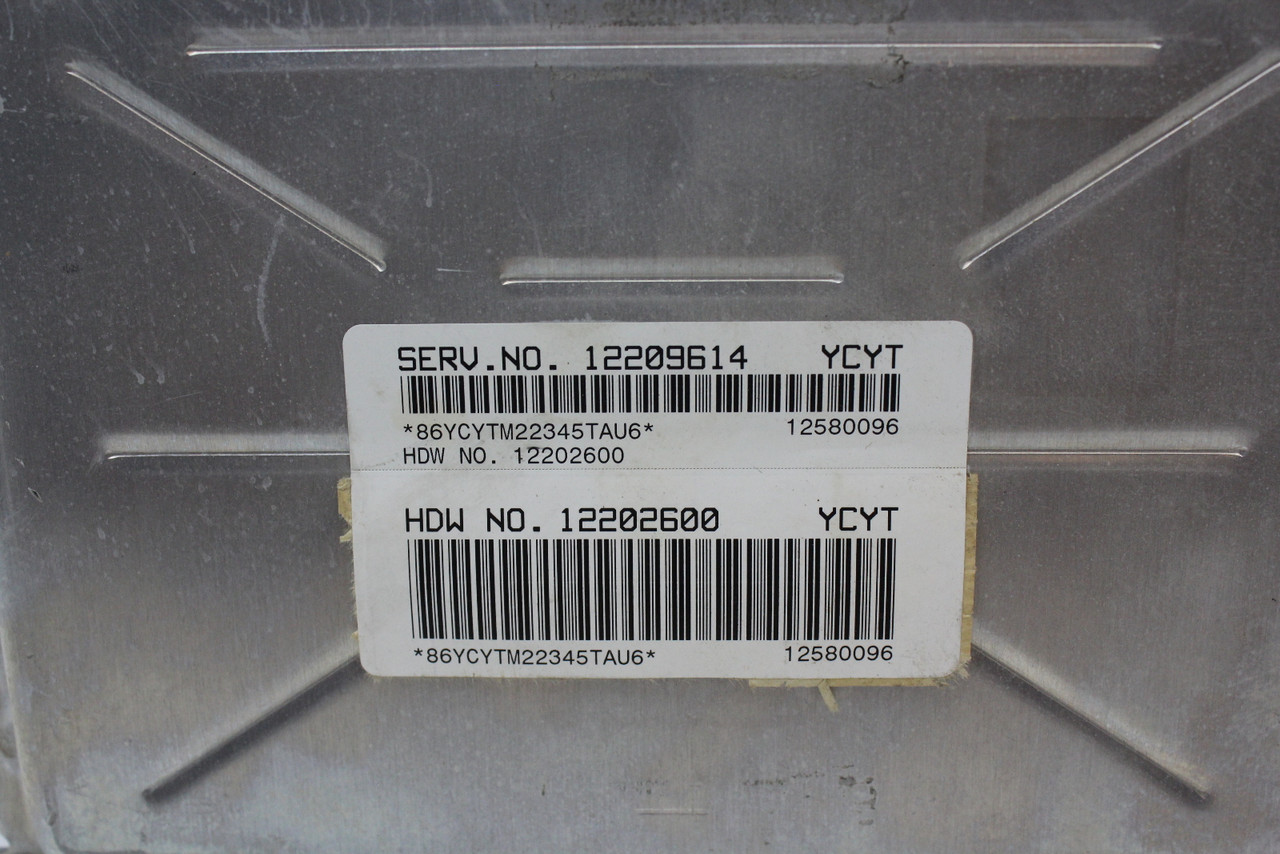 SERV.NO. 12209614 YCYT
*86YCYTM22345TAU6* 12580096
HDW NO. 12202600
HDW NO. 12202600 YCYT
*86YCYTM22345TAU6* 12580096